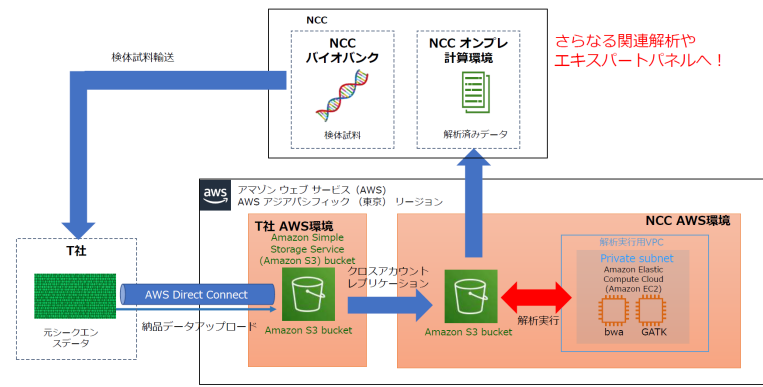 NCC
NCC
バイオバンク
検体試料
NCC オンプレ
計算環境
解析済みデータ
さらなる関連解析や
エキスパートパネルへ！
検体試料輸送
aws
アマゾン ウェブ サービス（AWS)
AWS アジアパシフィック （東京） リージョン
T社
元シークエン
スデータ
AWS Direct Connect
納品データアップロード
T社 AWS環境
Amazon Simple
Storage Service
(Amazon S3) bucket
Amazon S3 bucket
クロスアカウント
レプリケーション
NCC AWS環境
Amazon S3 bucket
解析実行
解析実行用VPC
Private subnet
Amazon Elastic
Compute Cloud
(Amazon EC2)
bwa
GATK